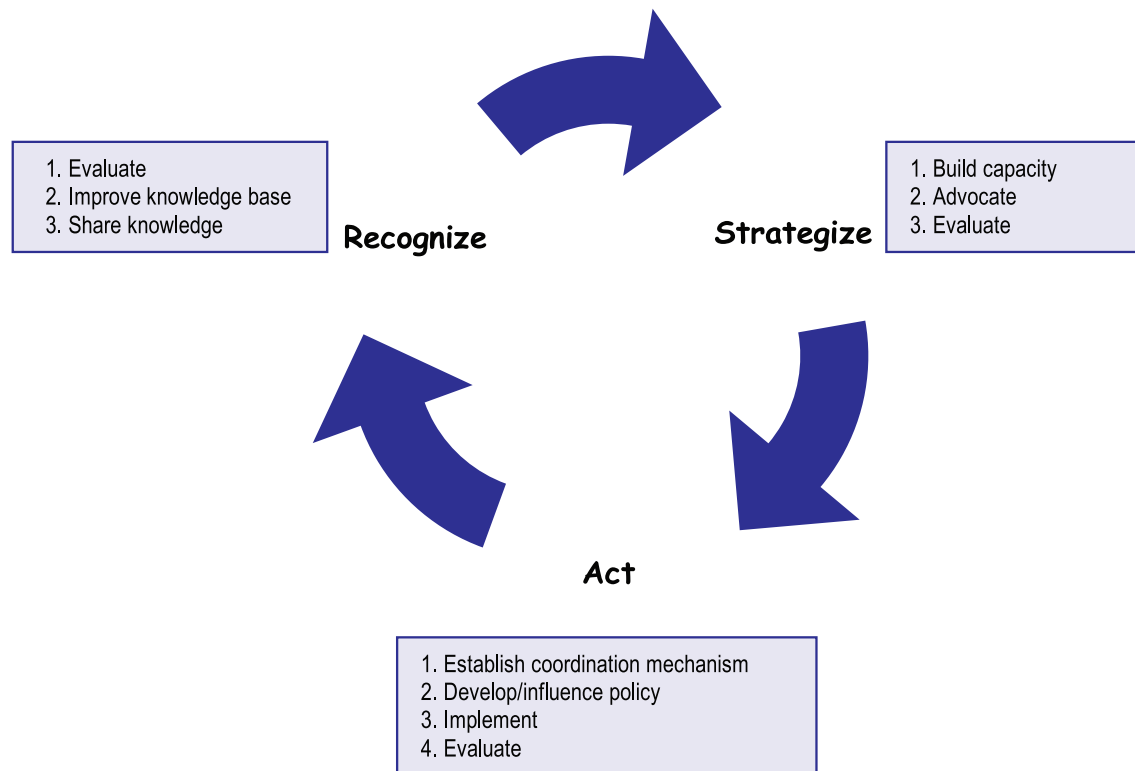 1. Evaluate
2. Improve knowledge base
3. Share knowledge
Recognize
Strategize
1. Build capacity
2. Advocate
3. Evaluate
Act
1. Establish coordination mechanism
2. Develop/influence policy
3. Implement
4. Evaluate